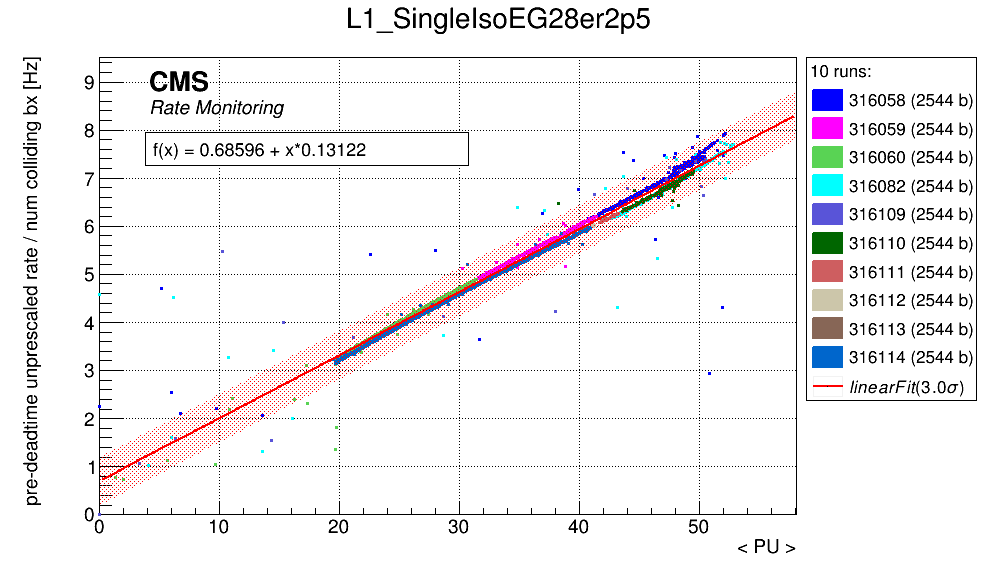 L1_SingleIsoEG28er2p5
pre-deadtime unprescaled rate / num colliding bx [Hz]
CMS
Rate Monitoring
f(x) = 0.68596 + x*0.13122
9
8
7
6
5
4
3
2
1
0
0
10
20
30
40
50
< PU >
10 runs:
316058 (2544 b)
316059 (2544 b)
316060 (2544 b)
316082 (2544 b)
316109 (2544 b)
316110 (2544 b)
316111 (2544 b)
316112 (2544 b)
316113 (2544 b)
316114 (2544 b)
linearFit(3.0σ)